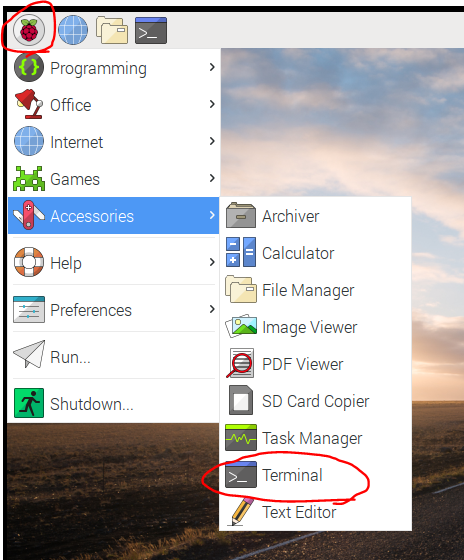 Programming
Office
Internet
Games
Accessories
Help
Preferences
Run...
Shutdown...
Archiver
Calculator
File Manager
Image Viewer
PDF Viewer
SD Card Copier
Task Manager
Terminal
Text Editor